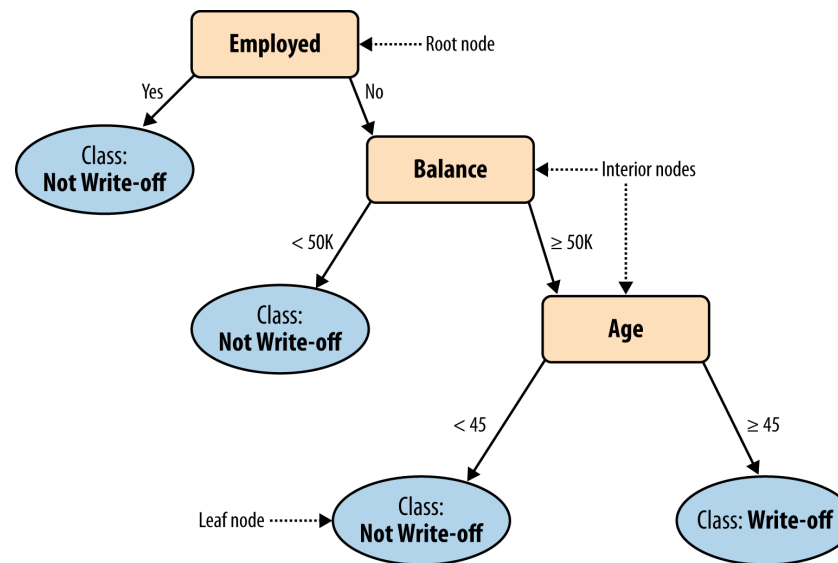 Employed
Root node
Yes
No
Class:
Not Write-off
Balance
Interior nodes
< 50K
≥ 50K
Class:
Not Write-off
Age
< 45
≥ 45
Leaf node
Class:
Not Write-off
Class: Write-off